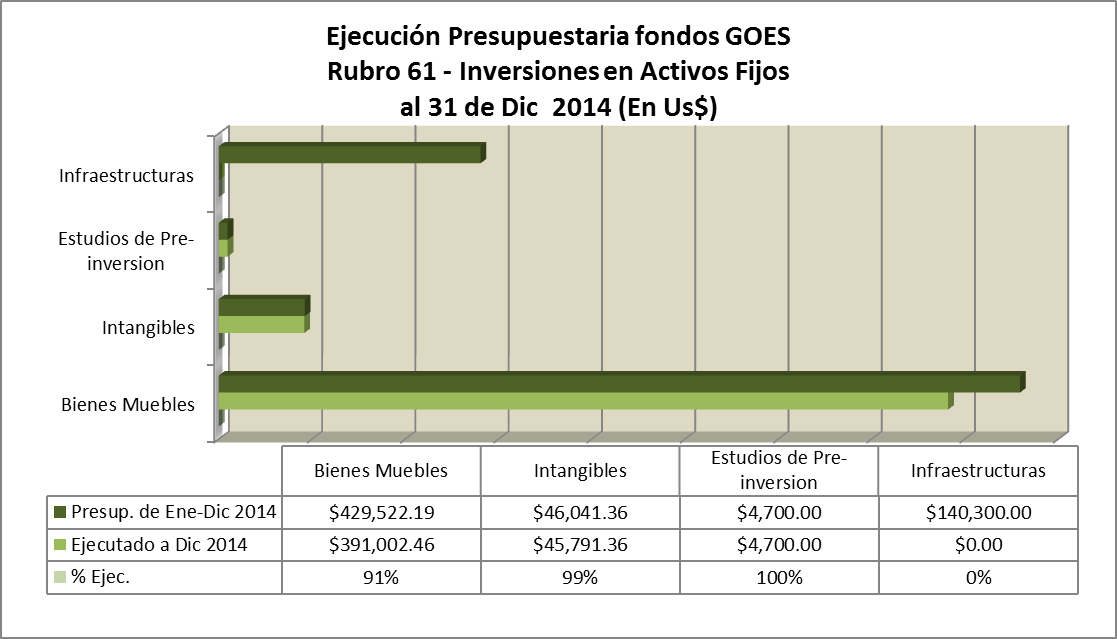 Ejecución Presupuestaria fondos GOES
Rubro 61 - Inversiones en Activos Fijos
al 31 de Dic 2014 (En Us$)
Infraestructuras
Estudios de Pre-
inversion
Intangibles
Bienes Muebles
Bienes Muebles Intangibles Estudios de Pre-
inversion Infraestructuras
Presup. de Ene-Dic 2014 $429,522.19 $46,041.36 $4,700.00 $140,300.00
Ejecutado a Dic 2014 $391,002.46 $45,791.36 $4,700.00 $0.00
% Ejec. 91% 99% 100% 0%